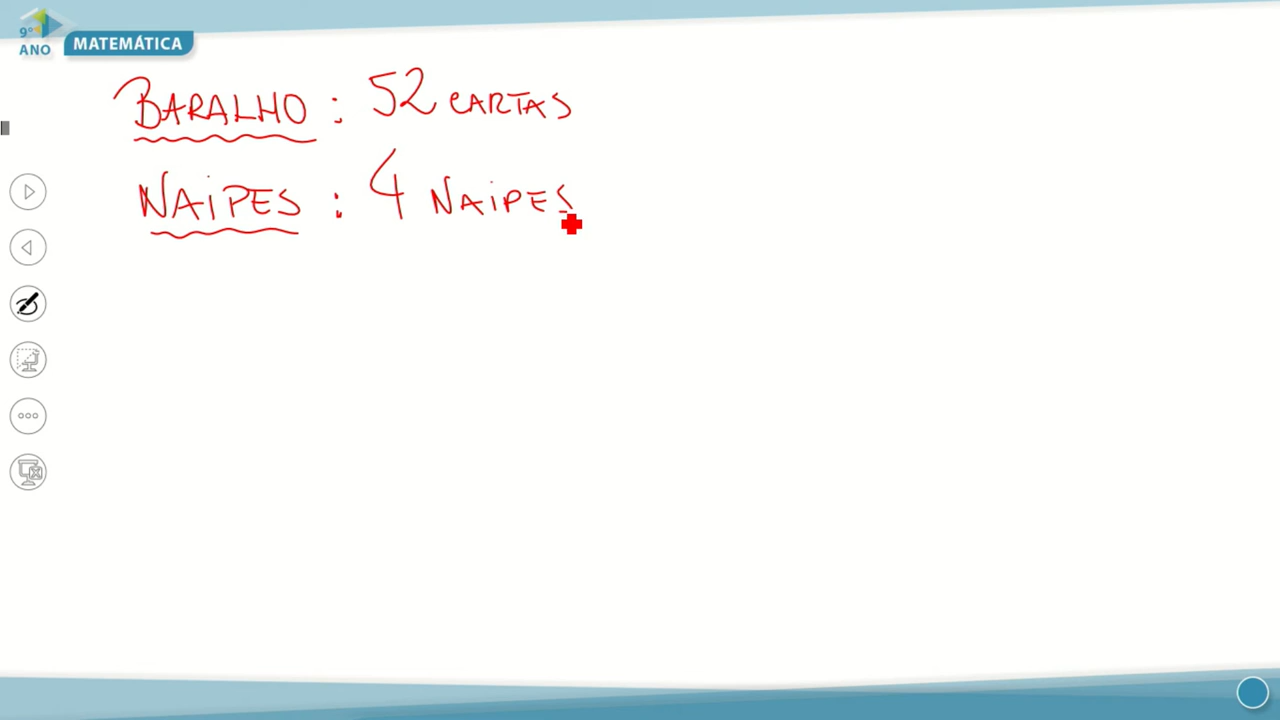 9º
ANO
MATEMÁTICA
BARALHO : 52 CARTAS
NAIPES : 4 NAIPES